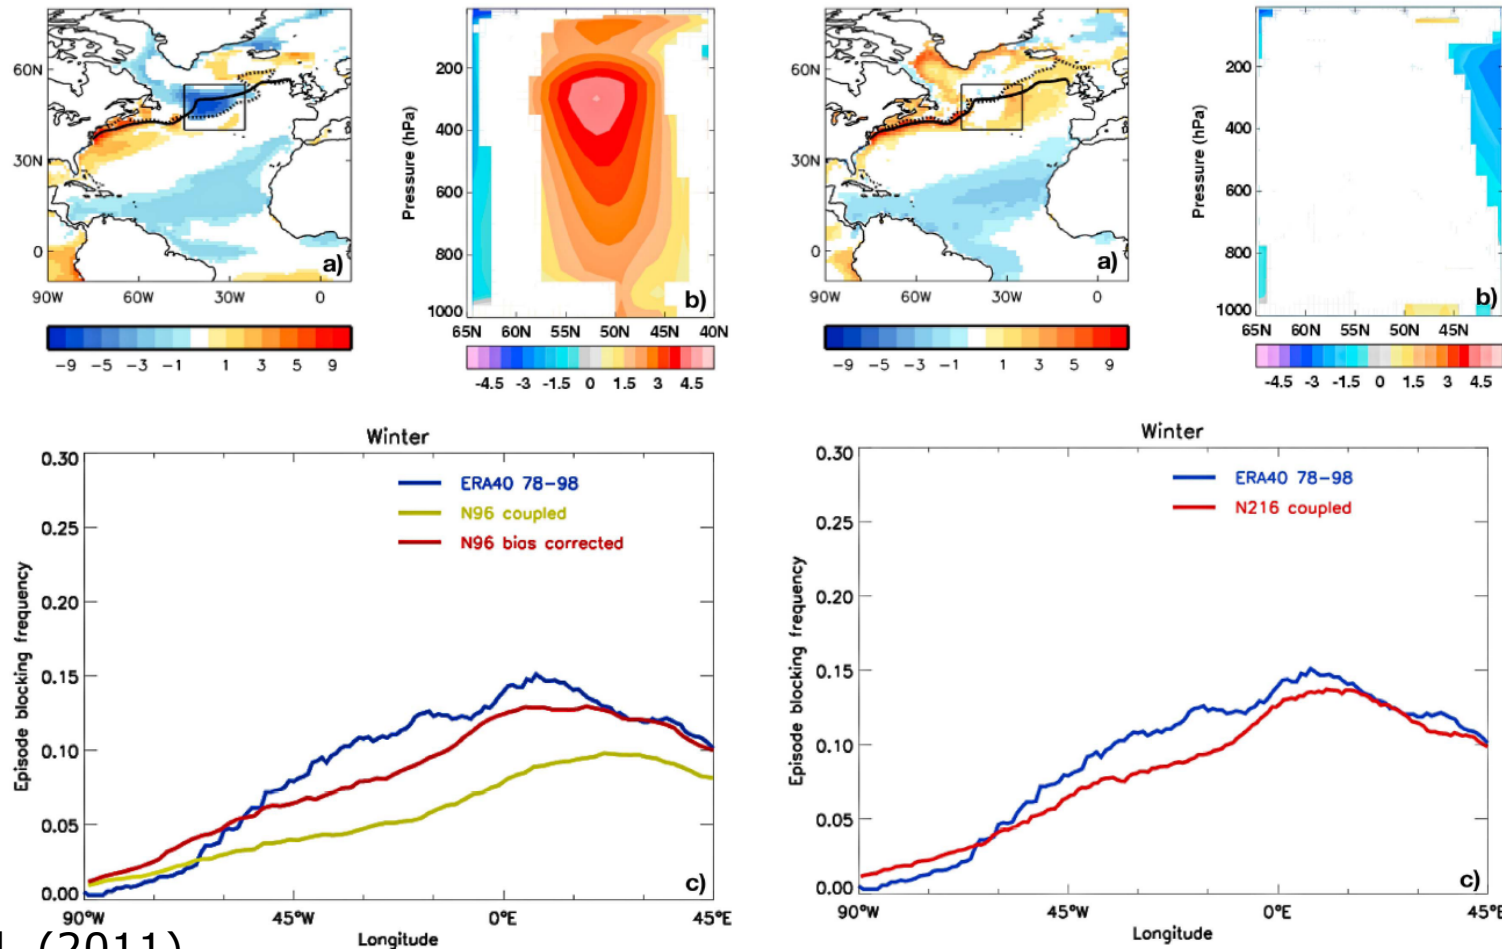 60N
30N
0
90W 60W 30W 0
a)
-9 -5 -3 -1 1 3 5 9
Pressure (hPa)
200
400
600
800
1000
65N 60N 55N 50N 45N 40N
b)
-4.5 -3 -1.5 0 1.5 3 4.5
60N
30N
0
90W 60W 30W 0
a)
-9 -5 -3 -1 1 3 5 9
Pressure (hPa)
200
400
600
800
1000
65N 60N 55N 50N 45N
b)
-4.5 -3 -1.5 0 1.5 3 4.5
Winter
Episode blocking frequency
0.30
0.25
0.20
0.15
0.10
0.05
0.00
ERA40 78-98
N96 coupled
N96 bias corrected
c)
90°W 45°W 0°E 45°E
Longitude
Winter
Episode blocking frequency
0.30
0.25
0.20
0.15
0.10
0.05
0.00
ERA40 78-98
N216 coupled
c)
90°W 45°W 0°E 45°E
Longitude
(2011)